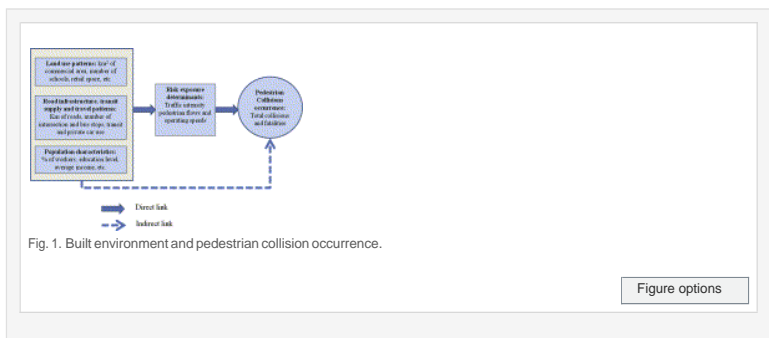 Land use patterns: km² of
commercial area, number of
schools, retail space, etc
Road infrastructure, transit
supply and travel patterns:
Km of roads, number of
intersection and bus stops, transit
and private car use
Population characteristics:
% of workers, education level,
average income, etc.
Risk exposure
determinants:
Traffic intensity
pedestrian flows and
operating speeds
Pedestrian
Collisions
occurrence:
Total collisions
and fatalities
Direct link
Indirect link
Fig. 1. Built environment and pedestrian collision occurrence.
Figure options